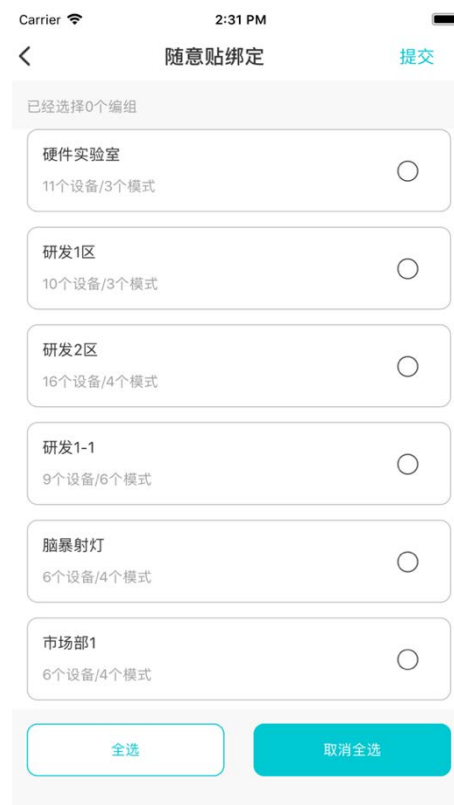 Carrier 2:31 PM
随意贴绑定 提交
已经选择0个编组
硬件实验室
11个设备/3个模式
研发1区
10个设备/3个模式
研发2区
16个设备/4个模式
研发1-1
9个设备/6个模式
脑暴射灯
6个设备/4个模式
市场部1
6个设备/4个模式
全选 取消全选